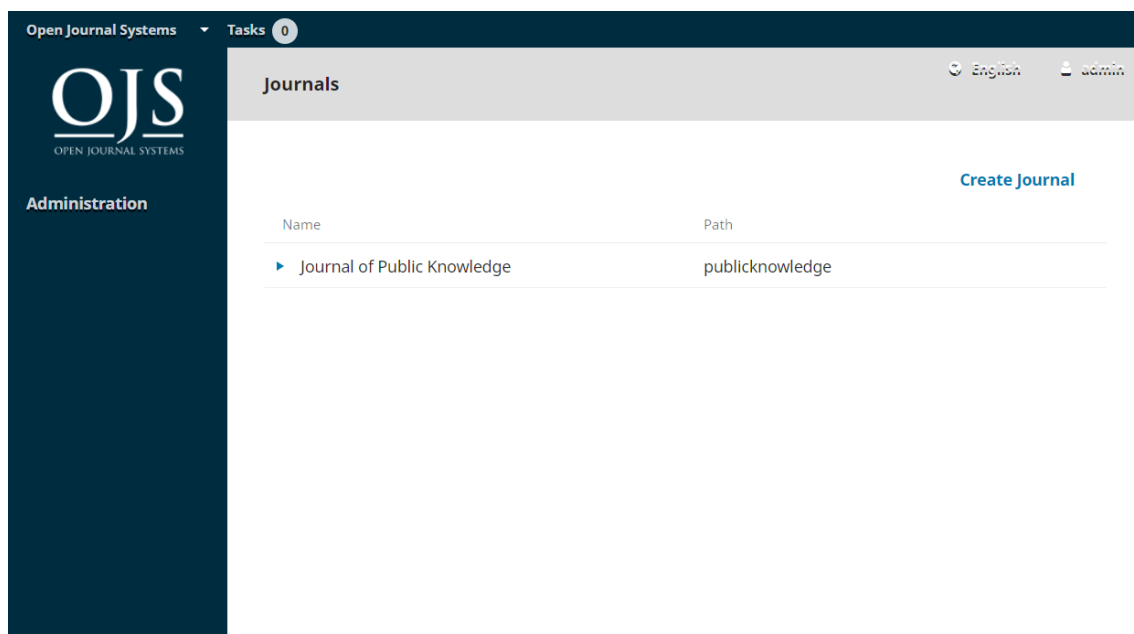 Open Journal Systems Tasks 0
OJS
OPEN JOURNAL SYSTEMS
Journals
English admin
Administration
Create Journal
Name Path
Journal of Public Knowledge publicknowledge